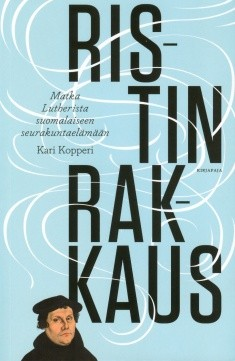 RIS-
TIN
RAK-
KAUS
Matka
Lutherista
suomalaiseen
seurakuntaelämään
Kari Kopperi
KIRJAPAJA